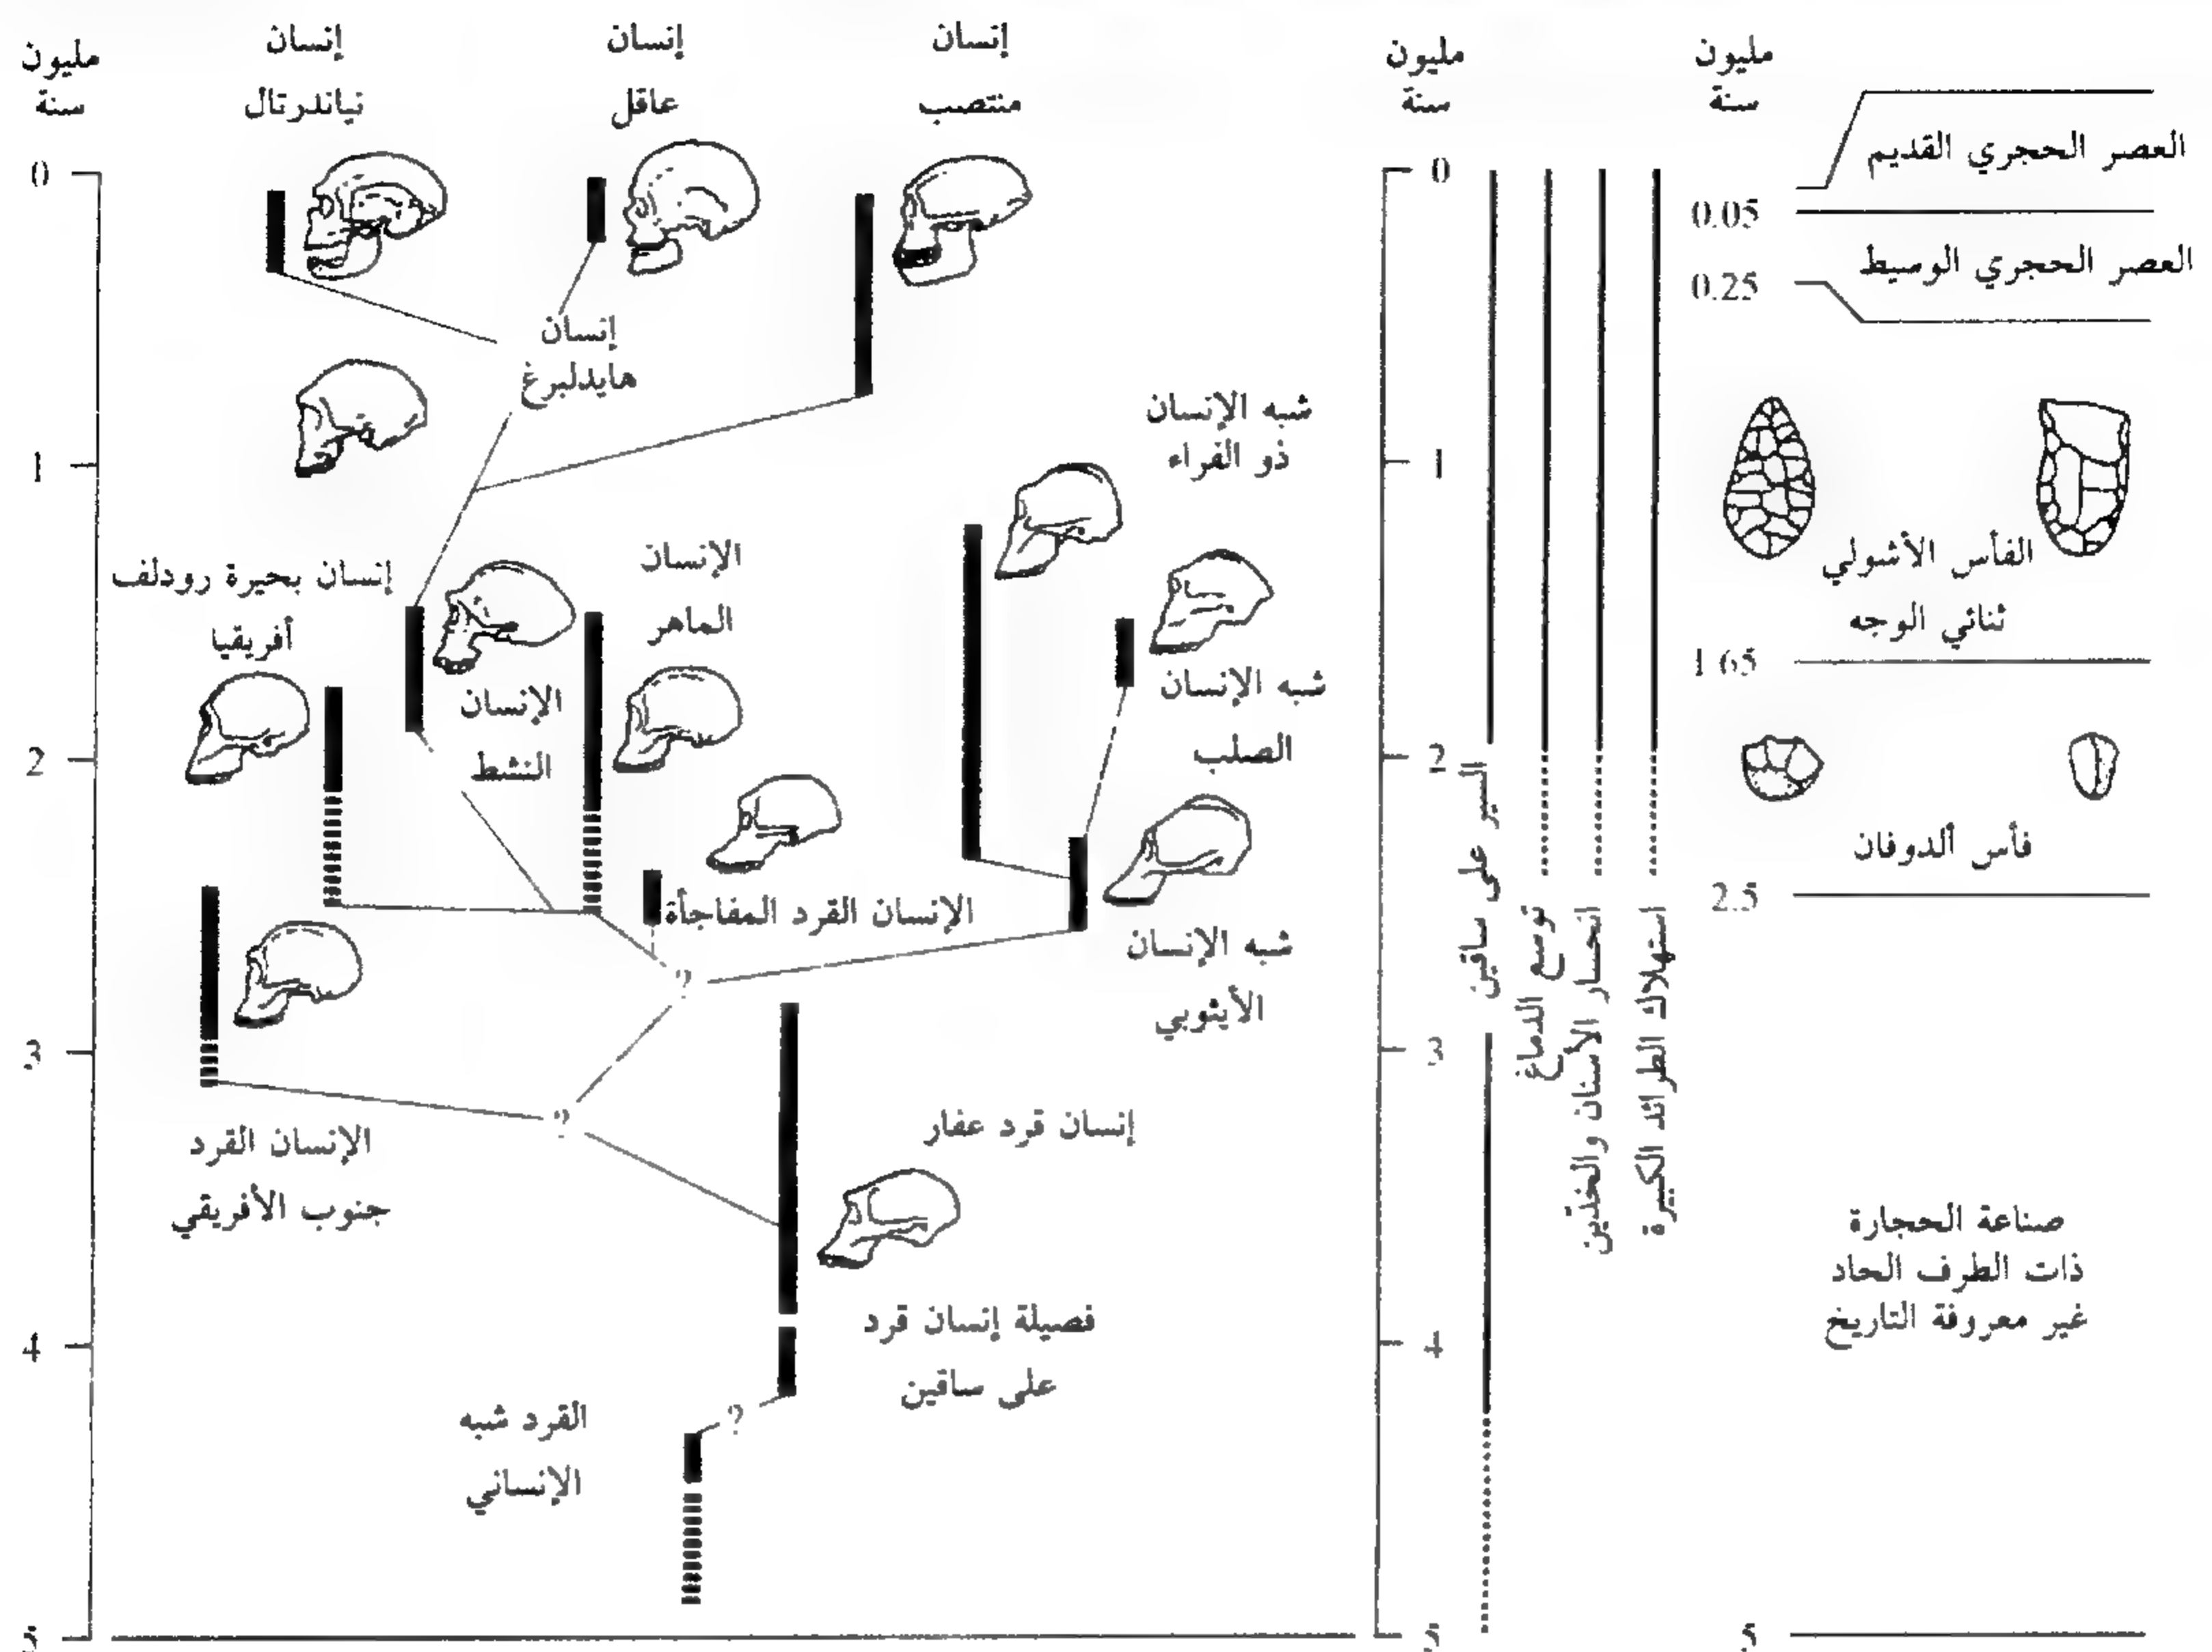 مليون
سنة
إنسان
نياندرتال
إنسان
عاقل
إنسان
منتصب
0
1
2
3
4
5
إنسان
هايدلبرغ
شبه الإنسان
ذو الفراء
إنسان بحيرة رودلف
أفريقيا
الإنسان
الماهر
الإنسان
النشط
شبه الإنسان
الصلب
الإنسان القرد المفاجأة
شبه الإنسان
الأيثوبي
?
?
الإنسان القرد
جنوب الأفريقي
إنسان قرد عفار
فصيلة إنسان قرد
على ساقين
?
القرد شبه
الإنساني
مليون
سنة
0
1
2
3
4
5
السير على ساقين
توسع الدماغ
انحسار الأسنان والخدّين
استهلاك الطرائد الكبيرة
مليون
سنة
العصر الحجري القديم
0.05
العصر الحجري الوسيط
0.25
الفأس الأشولي
ثنائي الوجه
1.65
فأس ألدوفان
2.5
صناعة الحجارة
ذات الطرف الحاد
غير معروفة التاريخ
5